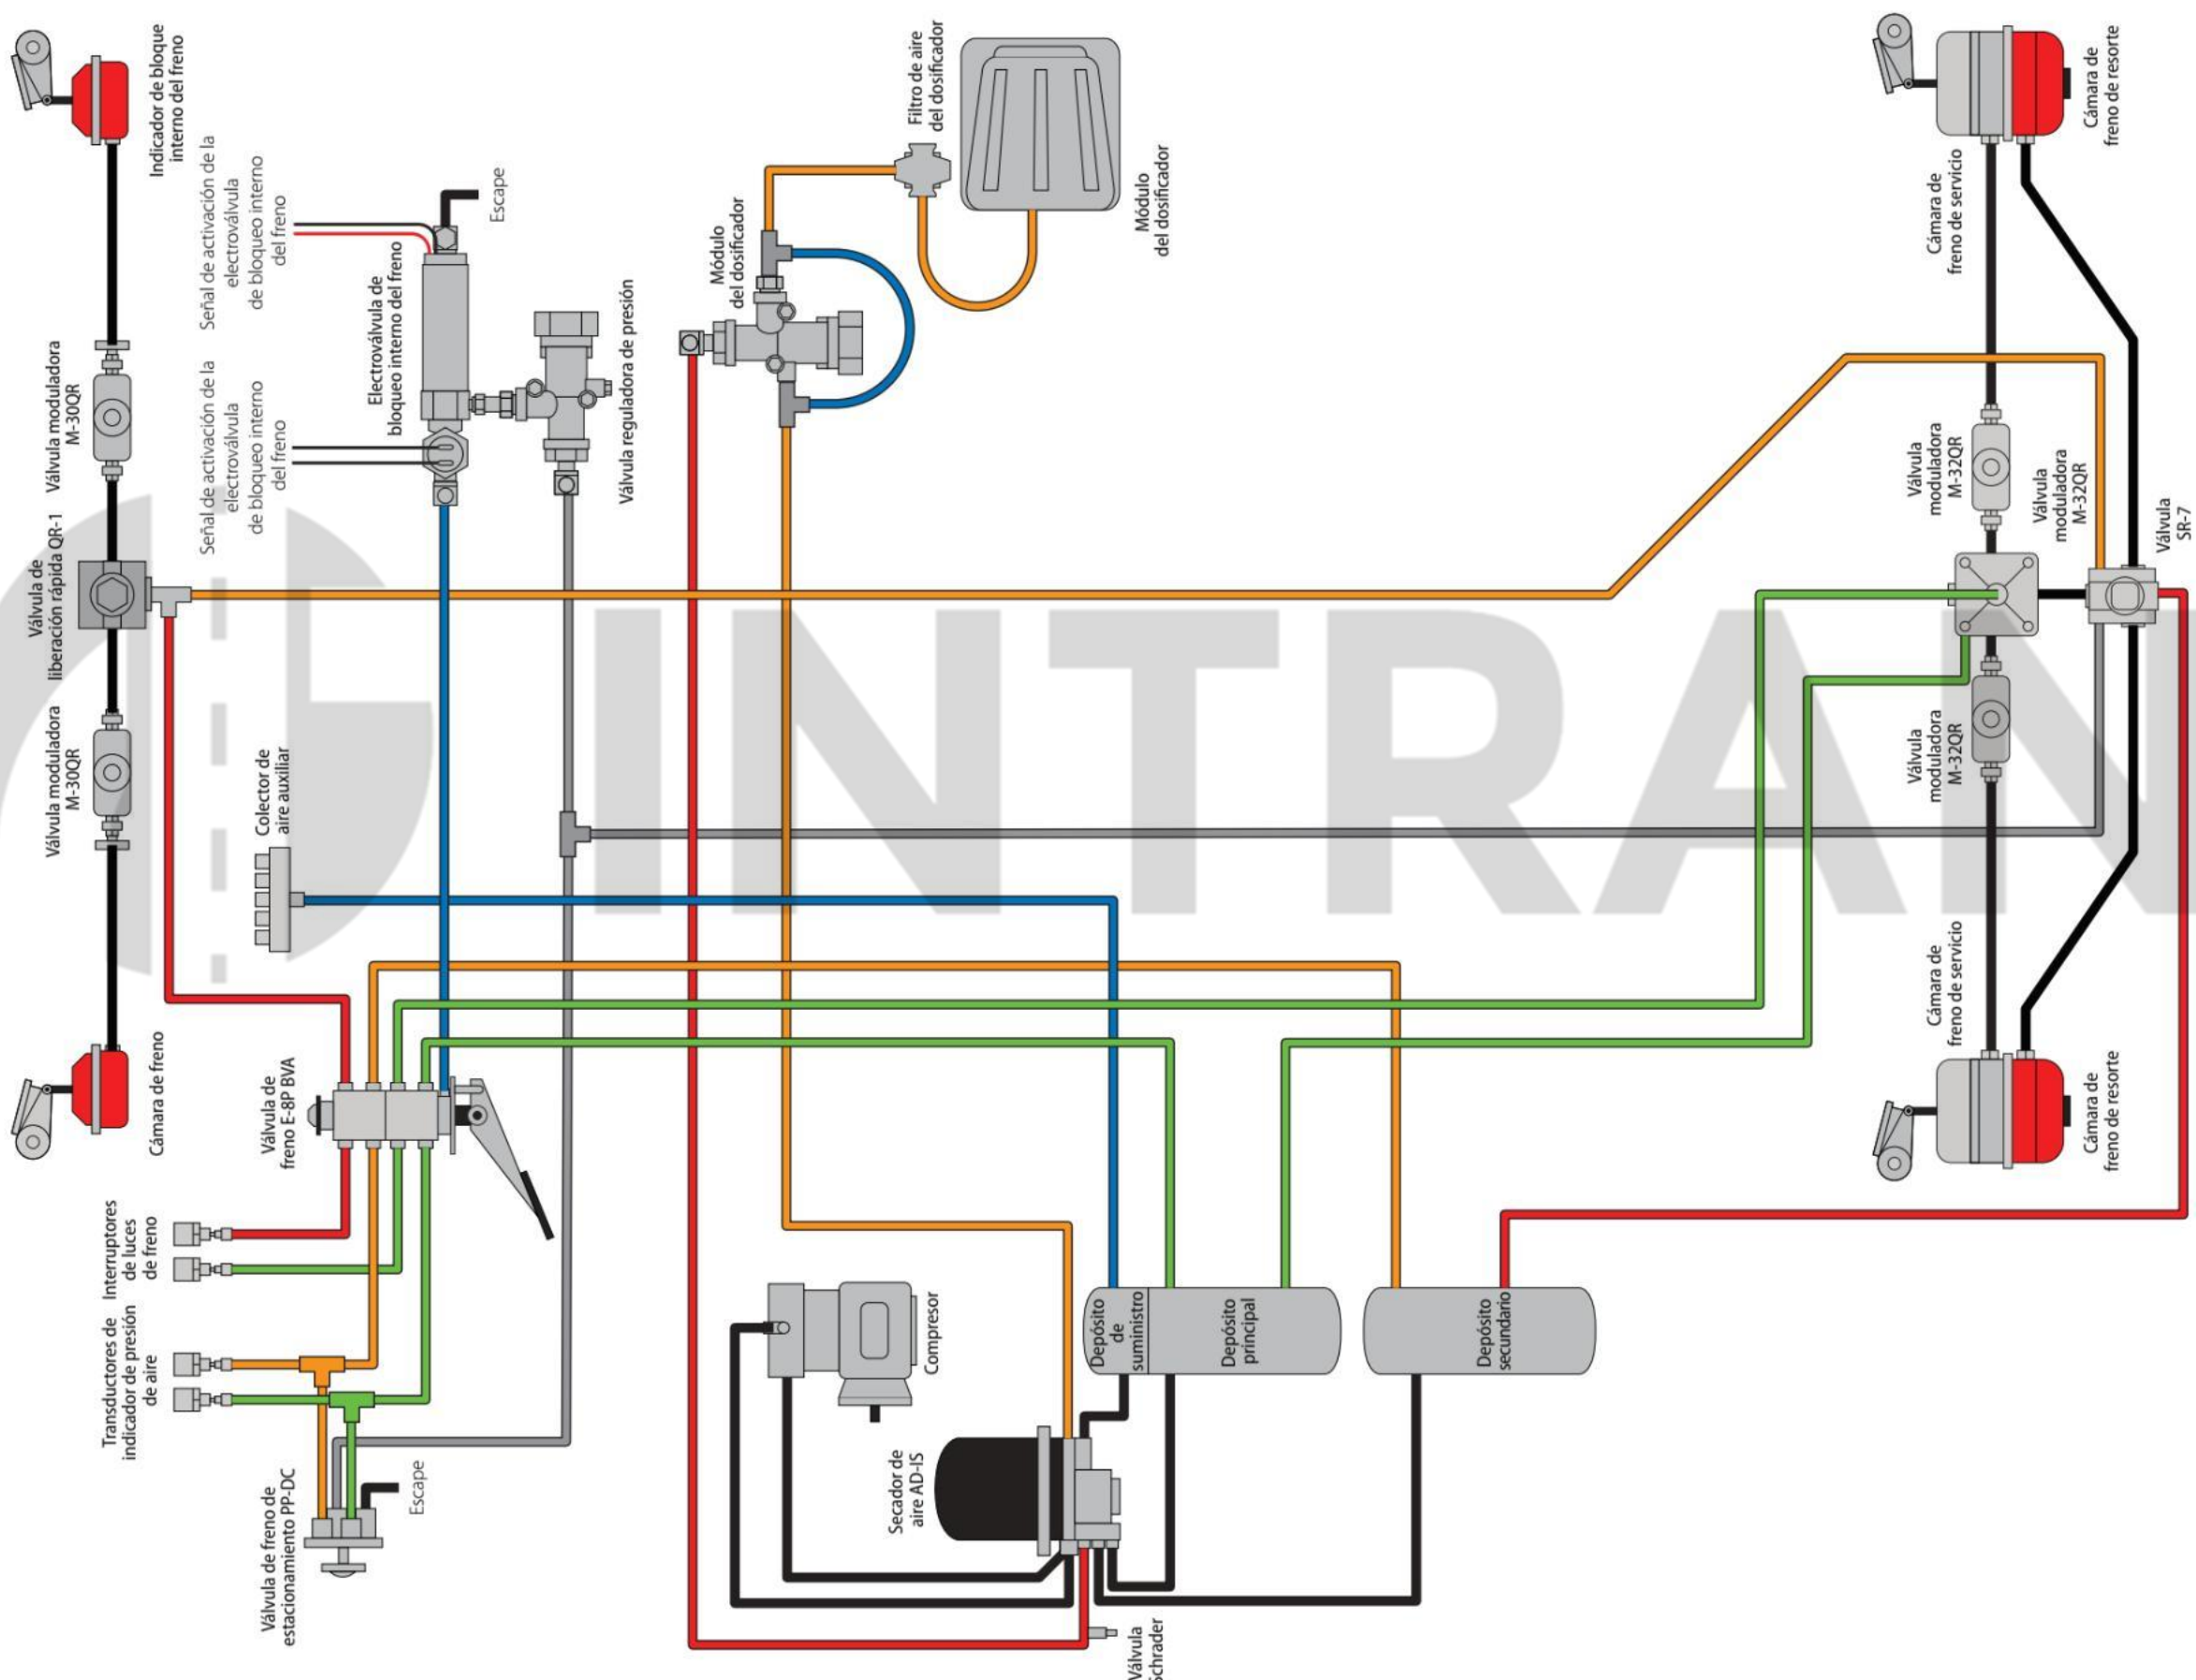 Indicador de bloque
interno del freno
Válvula moduladora
M-30QR
Válvula de
liberación rápida QR-1
Válvula moduladora
M-30QR
Cámara de freno
Señal de activación de la
electroválvula
de bloqueo interno
del freno
Señal de activación de la
electroválvula
de bloqueo interno
del freno
Electroválvula de
bloqueo interno del freno
Escape
Válvula reguladora de presión
Colector de
aire auxiliar
Válvula de
freno E-8P BVA
Interruptores
de luces
de freno
Transductores de
indicador de presión
de aire
Válvula de freno de
estacionamiento PP-DC
Escape
Módulo
del dosificador
Filtro de aire
del dosificador
Módulo
del dosificador
Compresor
Secador de
aire AD-IS
Válvula
Schrader
Depósito
de
suministro
Depósito
principal
Depósito
secundario
Cámara de
freno de servicio
Cámara de
freno de resorte
Válvula
moduladora
M-32QR
Válvula
moduladora
M-32QR
Válvula
SR-7
Válvula
moduladora
M-32QR
Cámara de
freno de servicio
Cámara de
freno de resorte
INTRAN